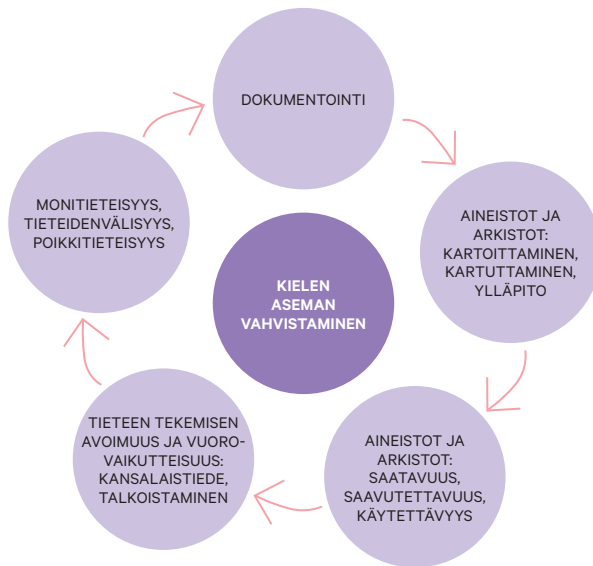 DOKUMENTOINTI
AINEISTOT JA
ARKISTOT:
KARTOITTAMINEN,
KARTUTTAMINEN,
YLLÄPITO
AINEISTOT JA
ARKISTOT:
SAATAVUUS,
SAAVUTETTAVUUS,
KÄYTETTÄVYYS
TIETEEN TEKEMISEN
AVOIMUUS JA VUORO-
VAIKUTTEISUUS:
KANSALAISTIEDE,
TALKOISTAMINEN
MONITIETEISYYS,
TIETEIDENVÄLISYYS,
POIKKITIETEISYYS
KIELEN
ASEMAN
VAHVISTAMINEN